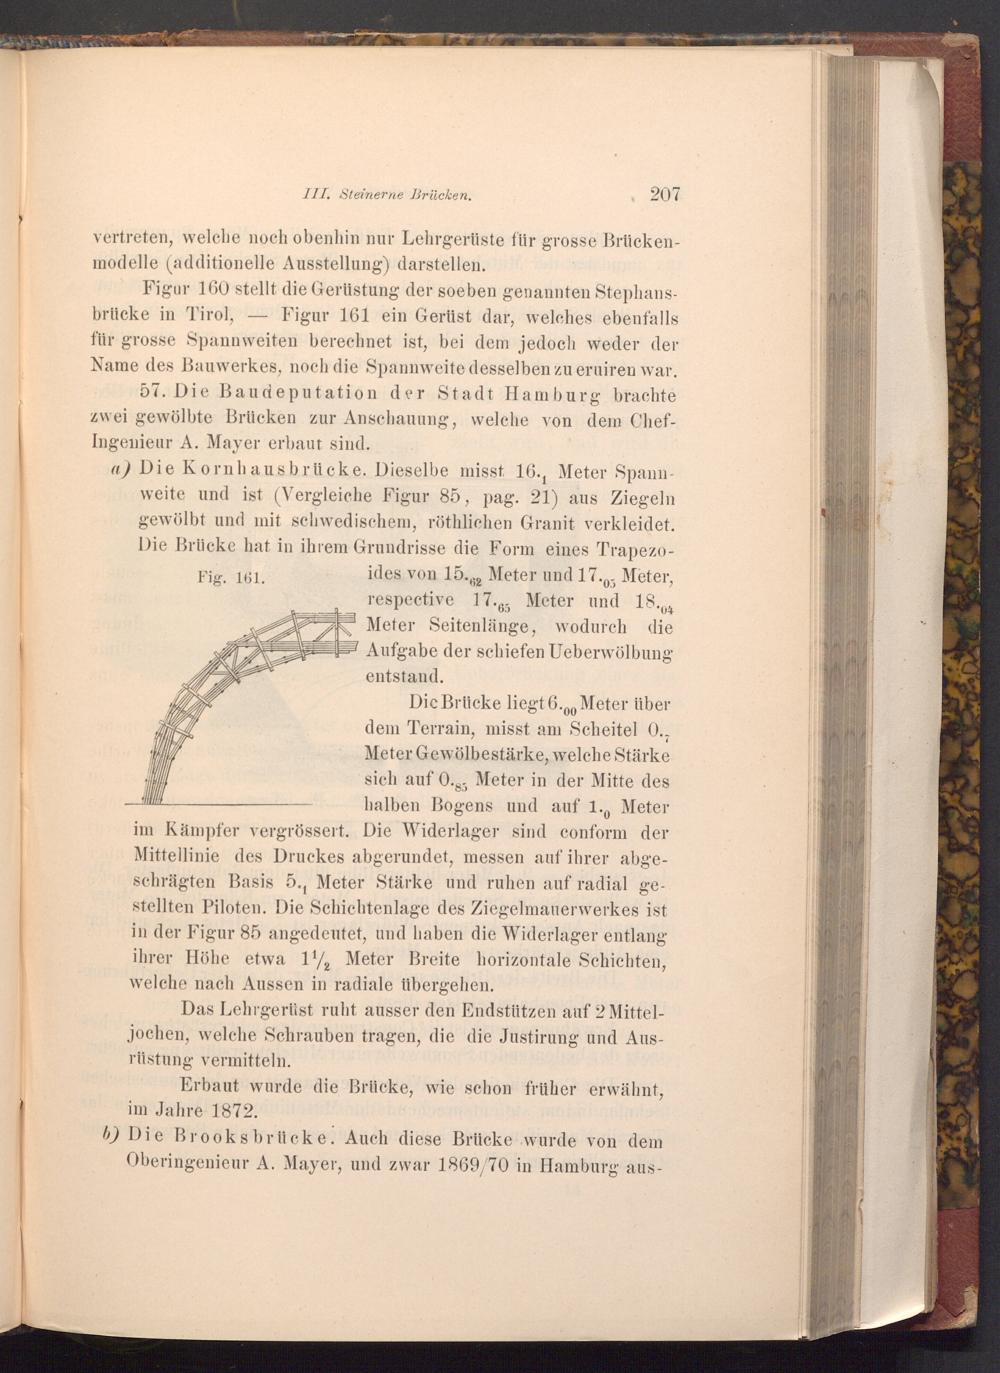 III. Steinerne Brücken. 207
vertreten, welche noch obenhin nur Lehrgerüste für grosse Brücken-
modelle (additionelle Ausstellung) darstellen.
Figur 160 stellt die Gerüstung der soeben genannten Stephans-
brücke in Tirol, — Figur 161 ein Gerüst dar, welches ebenfalls
für grosse Spannweiten berechnet ist, bei dem jedoch weder der
Name des Bauwerkes, noch die Spannweite desselben zu eruiren war.
57. Die Baudeputation der Stadt Hamburg brachte
zwei gewölbte Brücken zur Anschauung, welche von dem Chef-
Ingenieur A. Mayer erbaut sind.
a) Die Kornhausbrücke. Dieselbe misst 16.₁ Meter Spann-
weite und ist (Vergleiche Figur 85, pag. 21) aus Ziegeln
gewölbt und mit schwedischem, röthlichen Granit verkleidet.
Die Brücke hat in ihrem Grundrisse die Form eines Trapezo-
Fig. 161.
ides von 15.₆₂ Meter und 17.₀₅ Meter,
respective 17.₆₅ Meter und 18.₀₄
Meter Seitenlänge, wodurch die
Aufgabe der schiefen Ueberwölbung
entstand.
Die Brücke liegt 6.₀₀ Meter über
dem Terrain, misst am Scheitel 0.₇
Meter Gewölbestärke, welche Stärke
sich auf 0.₈₅ Meter in der Mitte des
halben Bogens und auf 1.₀ Meter
im Kämpfer vergrössert. Die Widerlager sind conform der
Mittellinie des Druckes abgerundet, messen auf ihrer abge-
schrägten Basis 5.₁ Meter Stärke und ruhen auf radial ge-
stellten Piloten. Die Schichtenlage des Ziegelmauerwerkes ist
in der Figur 85 angedeutet, und haben die Widerlager entlang
ihrer Höhe etwa 1½ Meter Breite horizontale Schichten,
welche nach Aussen in radiale übergehen.
Das Lehrgerüst ruht ausser den Endstützen auf 2 Mittel-
jochen, welche Schrauben tragen, die die Justirung und Aus-
rüstung vermitteln.
Erbaut wurde die Brücke, wie schon früher erwähnt,
im Jahre 1872.
b) Die Brooksbrücke. Auch diese Brücke wurde von dem
Oberingenieur A. Mayer, und zwar 1869/70 in Hamburg aus-